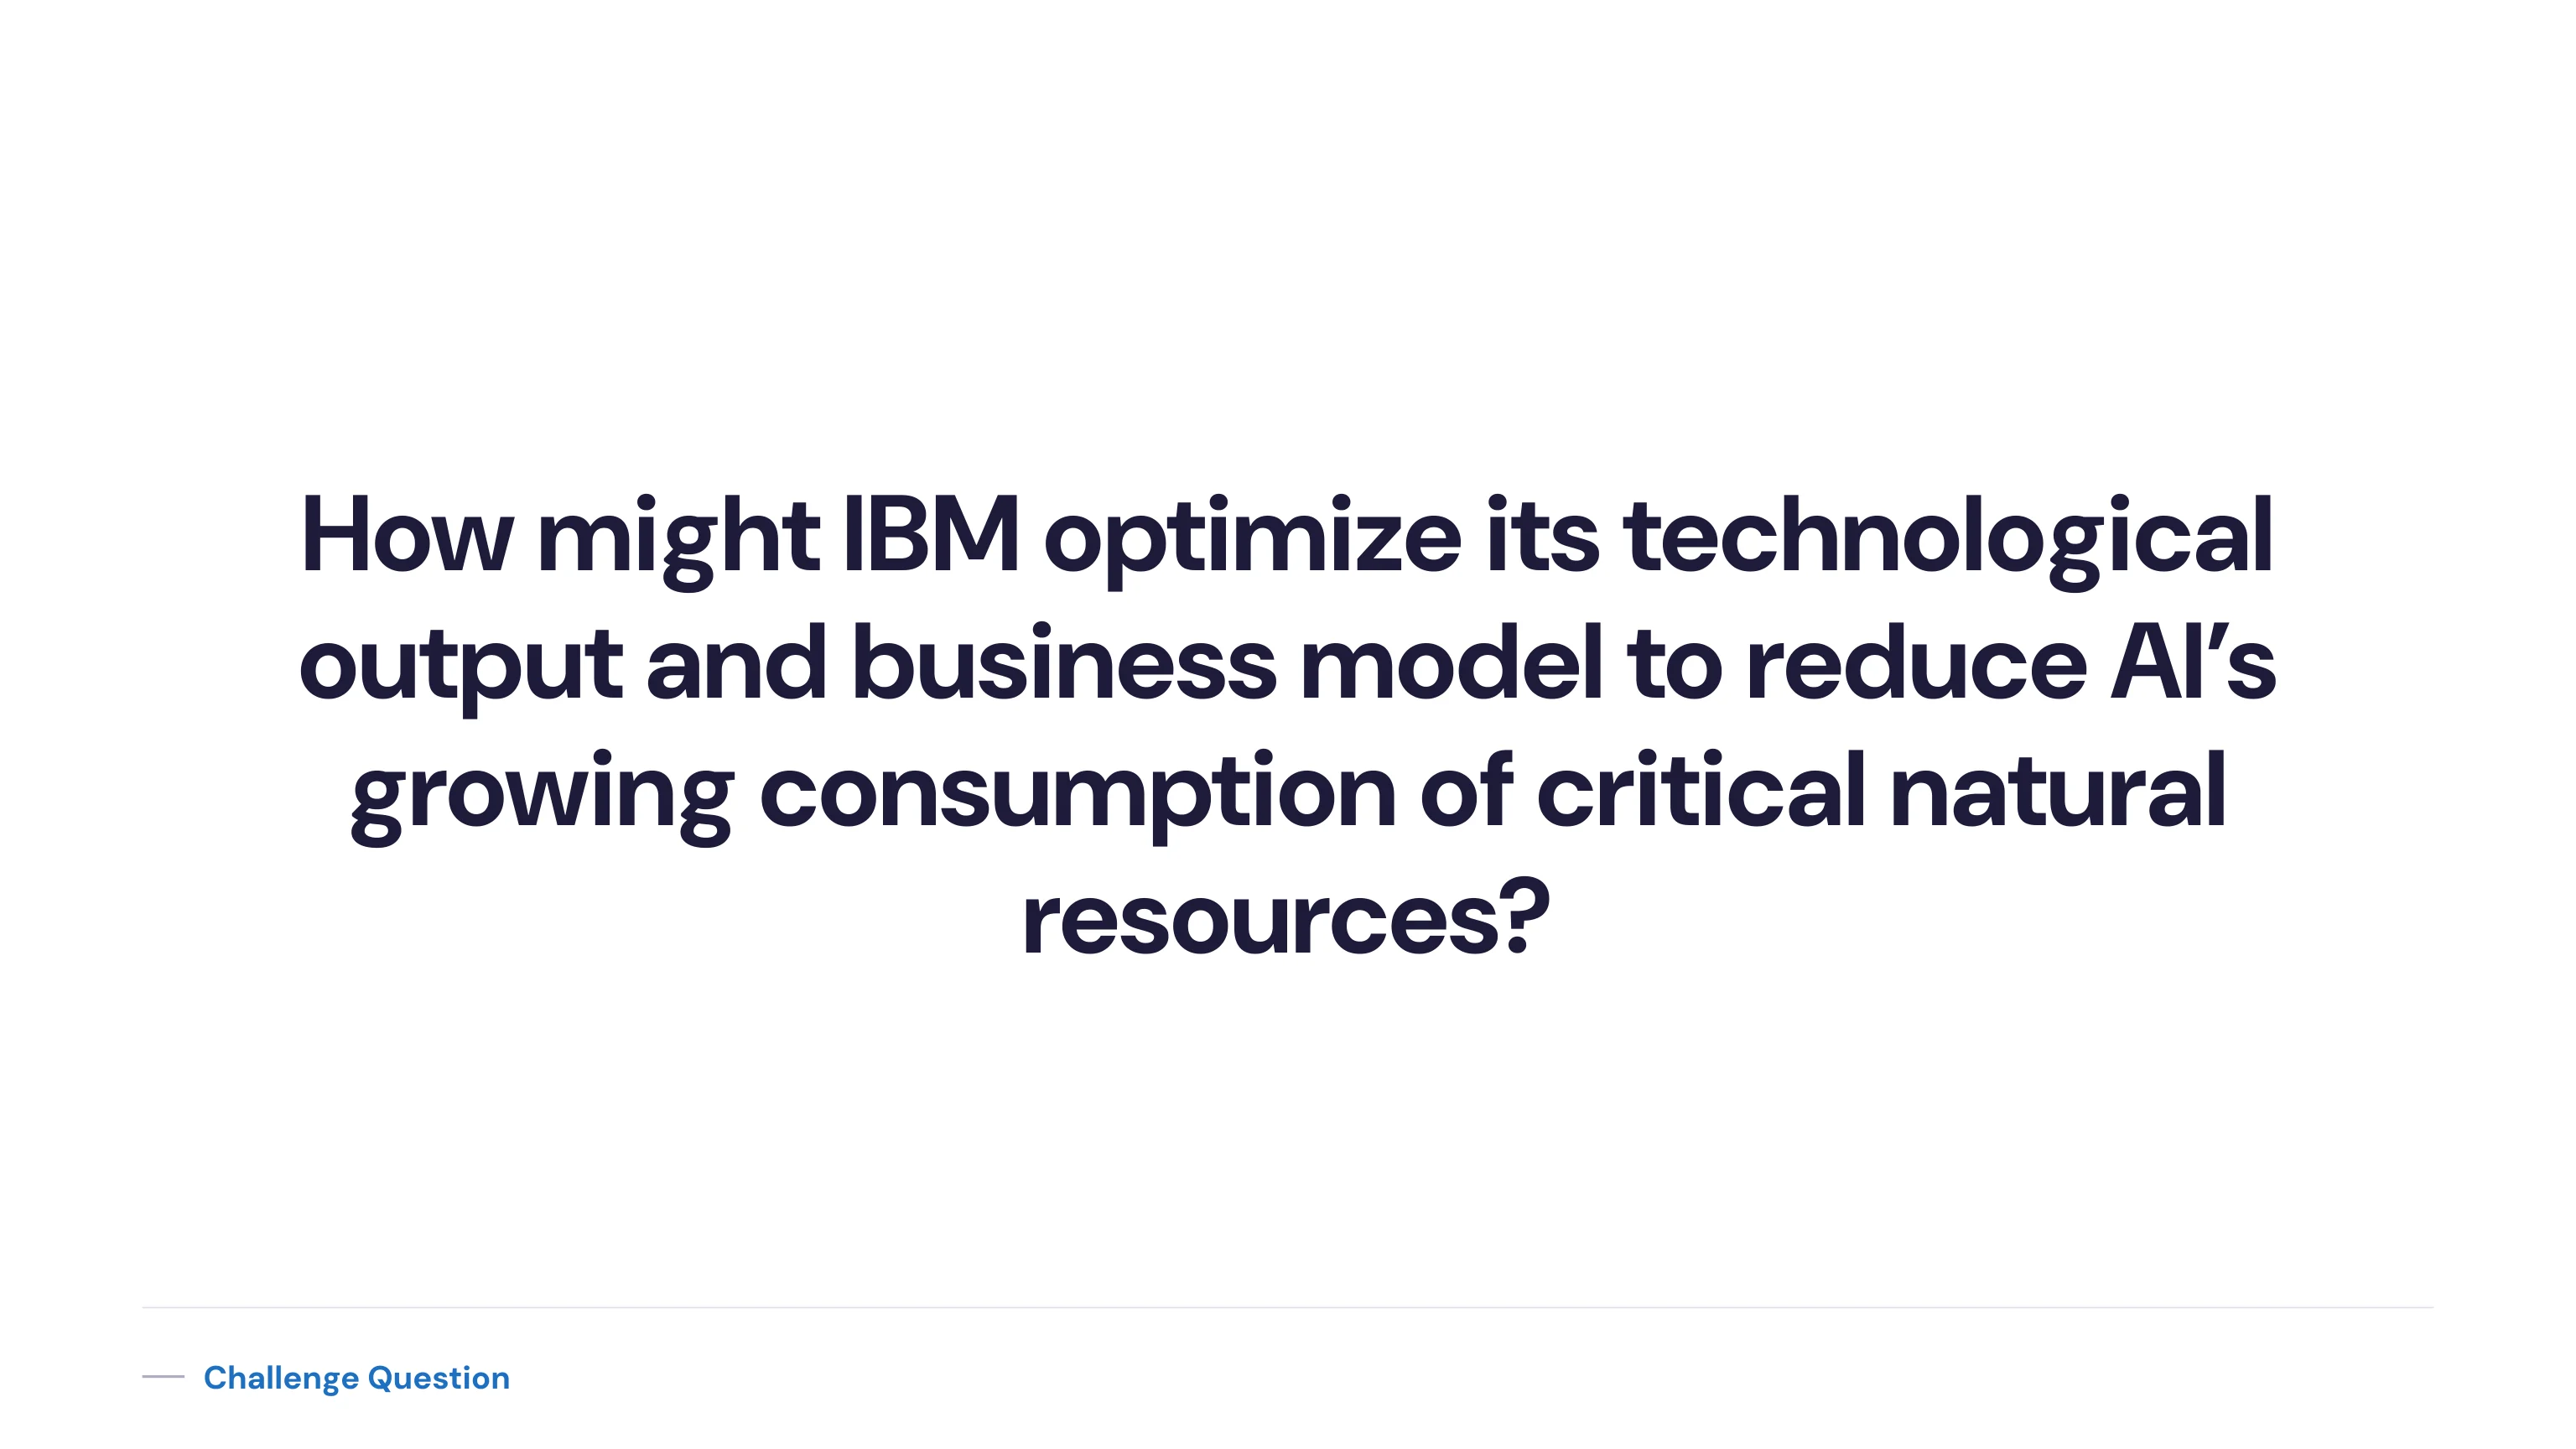 How might IBM optimize its technological
output and business model to reduce AI’s
growing consumption of critical natural
resources?
Challenge Question